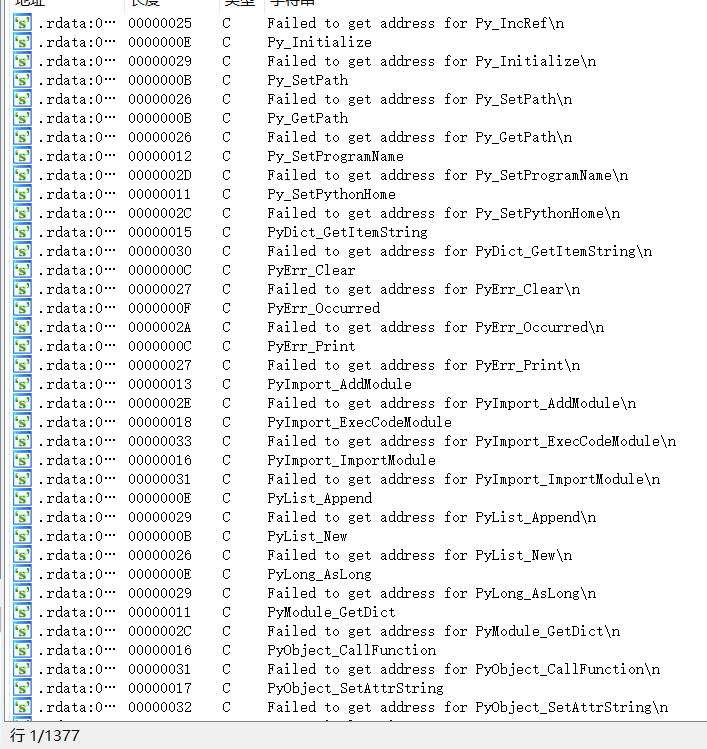 地址 长度 类型 字符串
.rdata:0… 00000025 C Failed to get address for Py_IncRef\n
.rdata:0… 0000000E C Py_Initialize
.rdata:0… 00000029 C Failed to get address for Py_Initialize\n
.rdata:0… 0000000B C Py_SetPath
.rdata:0… 00000026 C Failed to get address for Py_SetPath\n
.rdata:0… 0000000B C Py_GetPath
.rdata:0… 00000026 C Failed to get address for Py_GetPath\n
.rdata:0… 00000012 C Py_SetProgramName
.rdata:0… 0000002D C Failed to get address for Py_SetProgramName\n
.rdata:0… 00000011 C Py_SetPythonHome
.rdata:0… 0000002C C Failed to get address for Py_SetPythonHome\n
.rdata:0… 00000015 C PyDict_GetItemString
.rdata:0… 00000030 C Failed to get address for PyDict_GetItemString\n
.rdata:0… 0000000C C PyErr_Clear
.rdata:0… 00000027 C Failed to get address for PyErr_Clear\n
.rdata:0… 0000000F C PyErr_Occurred
.rdata:0… 0000002A C Failed to get address for PyErr_Occurred\n
.rdata:0… 0000000C C PyErr_Print
.rdata:0… 00000027 C Failed to get address for PyErr_Print\n
.rdata:0… 00000013 C PyImport_AddModule
.rdata:0… 0000002E C Failed to get address for PyImport_AddModule\n
.rdata:0… 00000018 C PyImport_ExecCodeModule
.rdata:0… 00000033 C Failed to get address for PyImport_ExecCodeModule\n
.rdata:0… 00000016 C PyImport_ImportModule
.rdata:0… 00000031 C Failed to get address for PyImport_ImportModule\n
.rdata:0… 0000000E C PyList_Append
.rdata:0… 00000029 C Failed to get address for PyList_Append\n
.rdata:0… 0000000B C PyList_New
.rdata:0… 00000026 C Failed to get address for PyList_New\n
.rdata:0… 0000000E C PyLong_AsLong
.rdata:0… 00000029 C Failed to get address for PyLong_AsLong\n
.rdata:0… 00000011 C PyModule_GetDict
.rdata:0… 0000002C C Failed to get address for PyModule_GetDict\n
.rdata:0… 00000016 C PyObject_CallFunction
.rdata:0… 00000031 C Failed to get address for PyObject_CallFunction\n
.rdata:0… 00000017 C PyObject_SetAttrString
.rdata:0… 00000032 C Failed to get address for PyObject_SetAttrString\n
行 1/1377